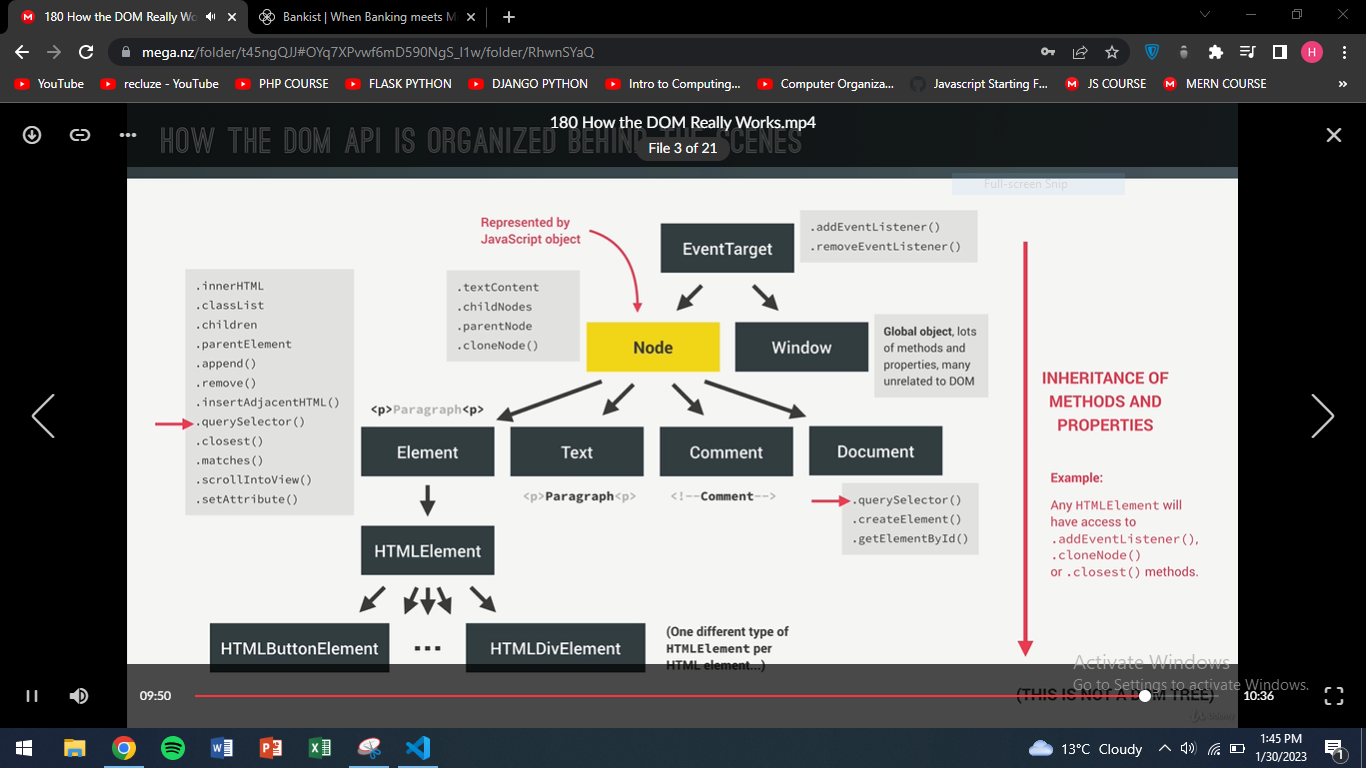 180 How the DOM Really Wo
Bankist | When Banking meets M
mega.nz/folder/t45ngQJJ#OYq7XPvwf6mD590NgS_l1w/folder/RhwnSYaQ
H
YouTube
recluze - YouTube
PHP COURSE
FLASK PYTHON
DJANGO PYTHON
Intro to Computing...
Computer Organiza...
Javascript Starting F...
JS COURSE
MERN COURSE
180 How the DOM Really Works.mp4
HOW THE DOM API IS ORGANIZED BEHIND THE SCENES
File 3 of 21
Full-screen Snip
Represented by
JavaScript object
EventTarget
.addEventListener()
.removeEventListener()
.innerHTML
.classList
.children
.parentElement
.append()
.remove()
.insertAdjacentHTML()
.querySelector()
.closest()
.matches()
.scrollIntoView()
.setAttribute()
.textContent
.childNodes
.parentNode
.cloneNode()
Node
Window
Global object, lots
of methods and
properties, many
unrelated to DOM
<p>Paragraph<p>
Element
Text
Comment
Document
<p>Paragraph<p>
<!--Comment-->
.querySelector()
.createElement()
.getElementById()
HTMLElement
HTMLButtonElement
...
HTMLDivElement
(One different type of
HTMLElement per
HTML element...)
INHERITANCE OF
METHODS AND
PROPERTIES
Example:
Any HTMLElement will
have access to
.addEventListener(),
.cloneNode()
or .closest() methods.
Activate Windows
Go to Settings to activate Windows.
(THIS IS NOT A DOM TREE)
09:50
10:36
13°C Cloudy
1:45 PM
1/30/2023
1